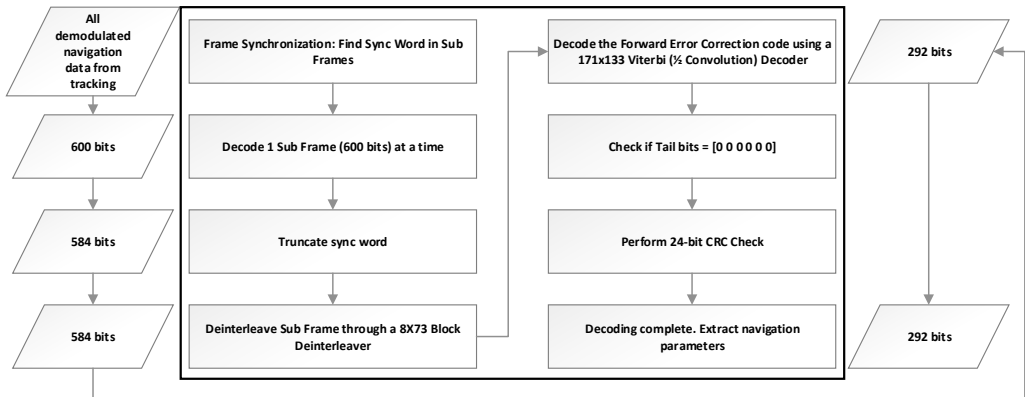 All
demodulated
navigation
data from
tracking
600 bits
584 bits
584 bits
Frame Synchronization: Find Sync Word in Sub
Frames
Decode 1 Sub Frame (600 bits) at a time
Truncate sync word
Deinterleave Sub Frame through a 8X73 Block
Deinterleaver
Decode the Forward Error Correction code using a
171x133 Viterbi (½ Convolution) Decoder
Check if Tail bits = [0 0 0 0 0 0]
Perform 24-bit CRC Check
Decoding complete. Extract navigation
parameters
292 bits
292 bits